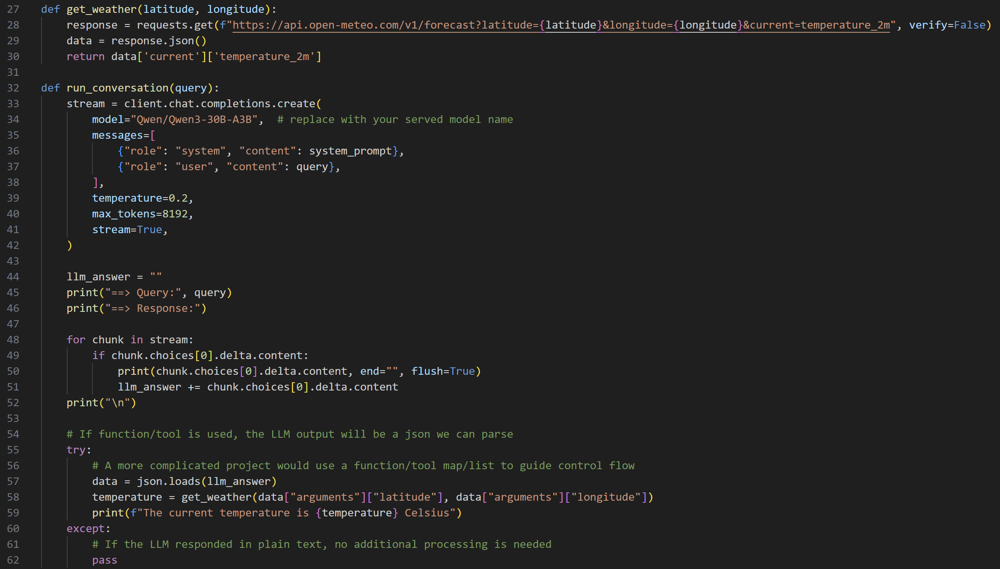 27 def get_weather(latitude, longitude):
28     response = requests.get(f"https://api.open-meteo.com/v1/forecast?latitude={latitude}&longitude={longitude}&current=temperature_2m", verify=False)
29     data = response.json()
30     return data['current']['temperature_2m']
31
32 def run_conversation(query):
33     stream = client.chat.completions.create(
34         model="Qwen/Qwen3-30B-A3B",  # replace with your served model name
35         messages=[
36             {"role": "system", "content": system_prompt},
37             {"role": "user", "content": query},
38         ],
39         temperature=0.2,
40         max_tokens=8192,
41         stream=True,
42     )
43
44     llm_answer = ""
45     print("==> Query:", query)
46     print("==> Response:")
47
48     for chunk in stream:
49         if chunk.choices[0].delta.content:
50             print(chunk.choices[0].delta.content, end="", flush=True)
51             llm_answer += chunk.choices[0].delta.content
52     print("\n")
53
54     # If function/tool is used, the LLM output will be a json we can parse
55     try:
56         # A more complicated project would use a function/tool map/list to guide control flow
57         data = json.loads(llm_answer)
58         temperature = get_weather(data["arguments"]["latitude"], data["arguments"]["longitude"])
59         print(f"The current temperature is {temperature} Celsius")
60     except:
61         # If the LLM responded in plain text, no additional processing is needed
62         pass